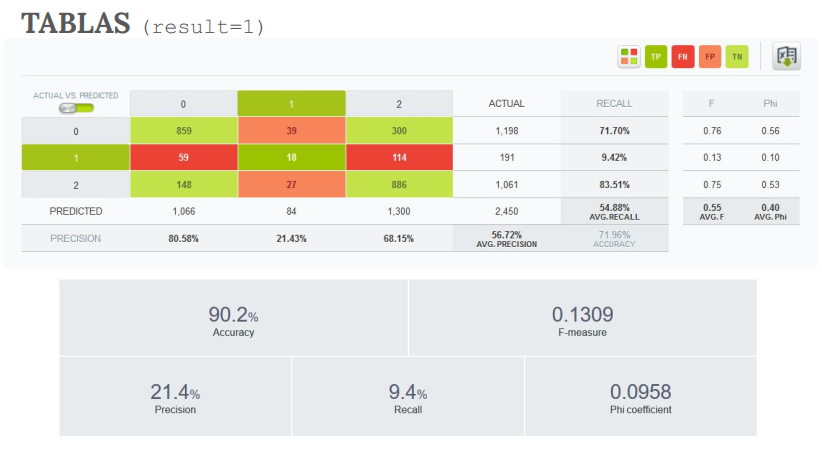 TABLAS (result=1)
TP FN FP TN
ACTUAL VS. PREDICTED 0 1 2 ACTUAL RECALL F Phi
0 859 39 300 1,198 71.70% 0.76 0.56
1 59 18 114 191 9.42% 0.13 0.10
2 148 27 886 1,061 83.51% 0.75 0.53
PREDICTED 1,066 84 1,300 2,450 54.88% AVG. RECALL 0.55 AVG. F 0.40 AVG. Phi
PRECISION 80.58% 21.43% 68.15% 56.72% AVG. PRECISION 71.96% ACCURACY
90.2% 0.1309
Accuracy F-measure
21.4% 9.4% 0.0958
Precision Recall Phi coefficient